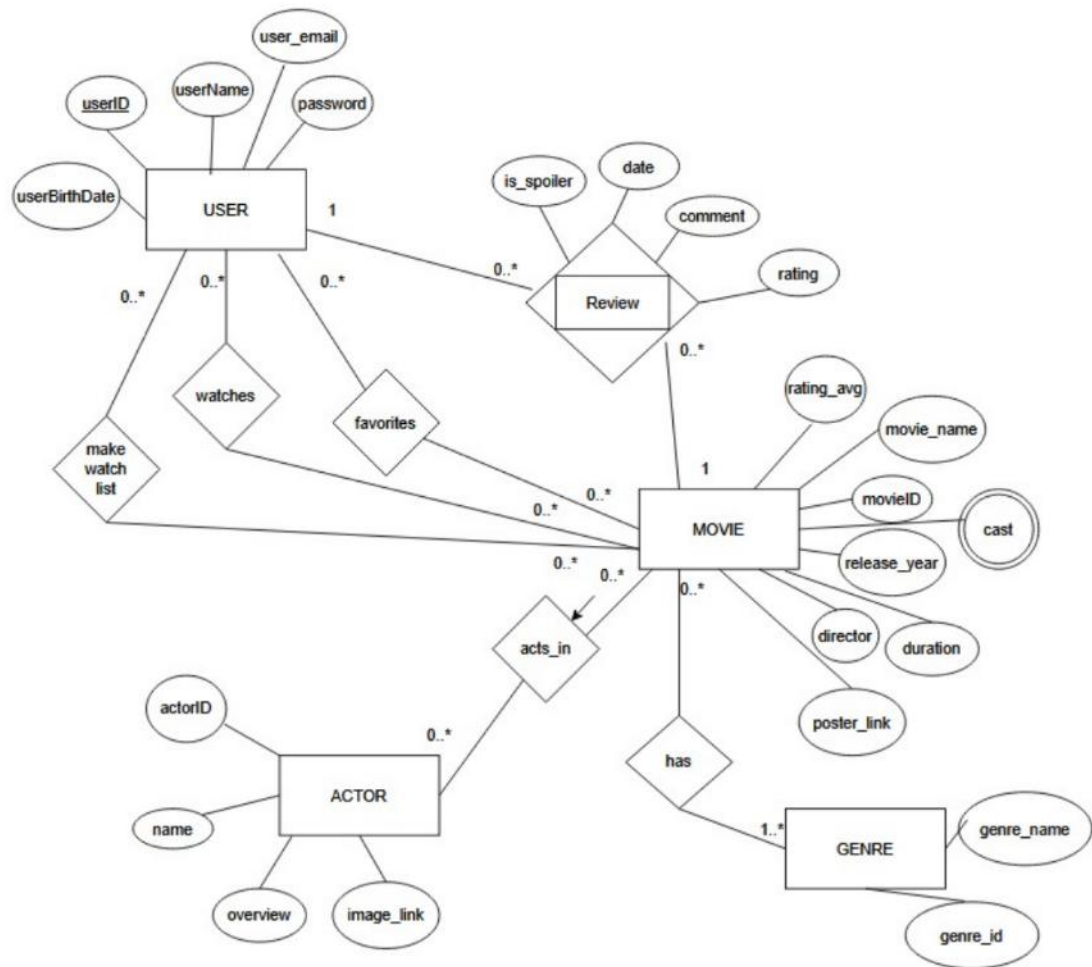 user_email
userName
userID
password
userBirthDate
USER
date
is_spoiler
comment
1
0..*
rating
Review
0..*
0..*
0..*
0..*
rating_avg
watches
favorites
movie_name
make
watch
list
1
0..*
movieID
0..*
MOVIE
cast
release_year
0..*
0..*
0..*
director
duration
acts_in
actorID
poster_link
0..*
has
ACTOR
name
1..*
GENRE
genre_name
overview
image_link
genre_id